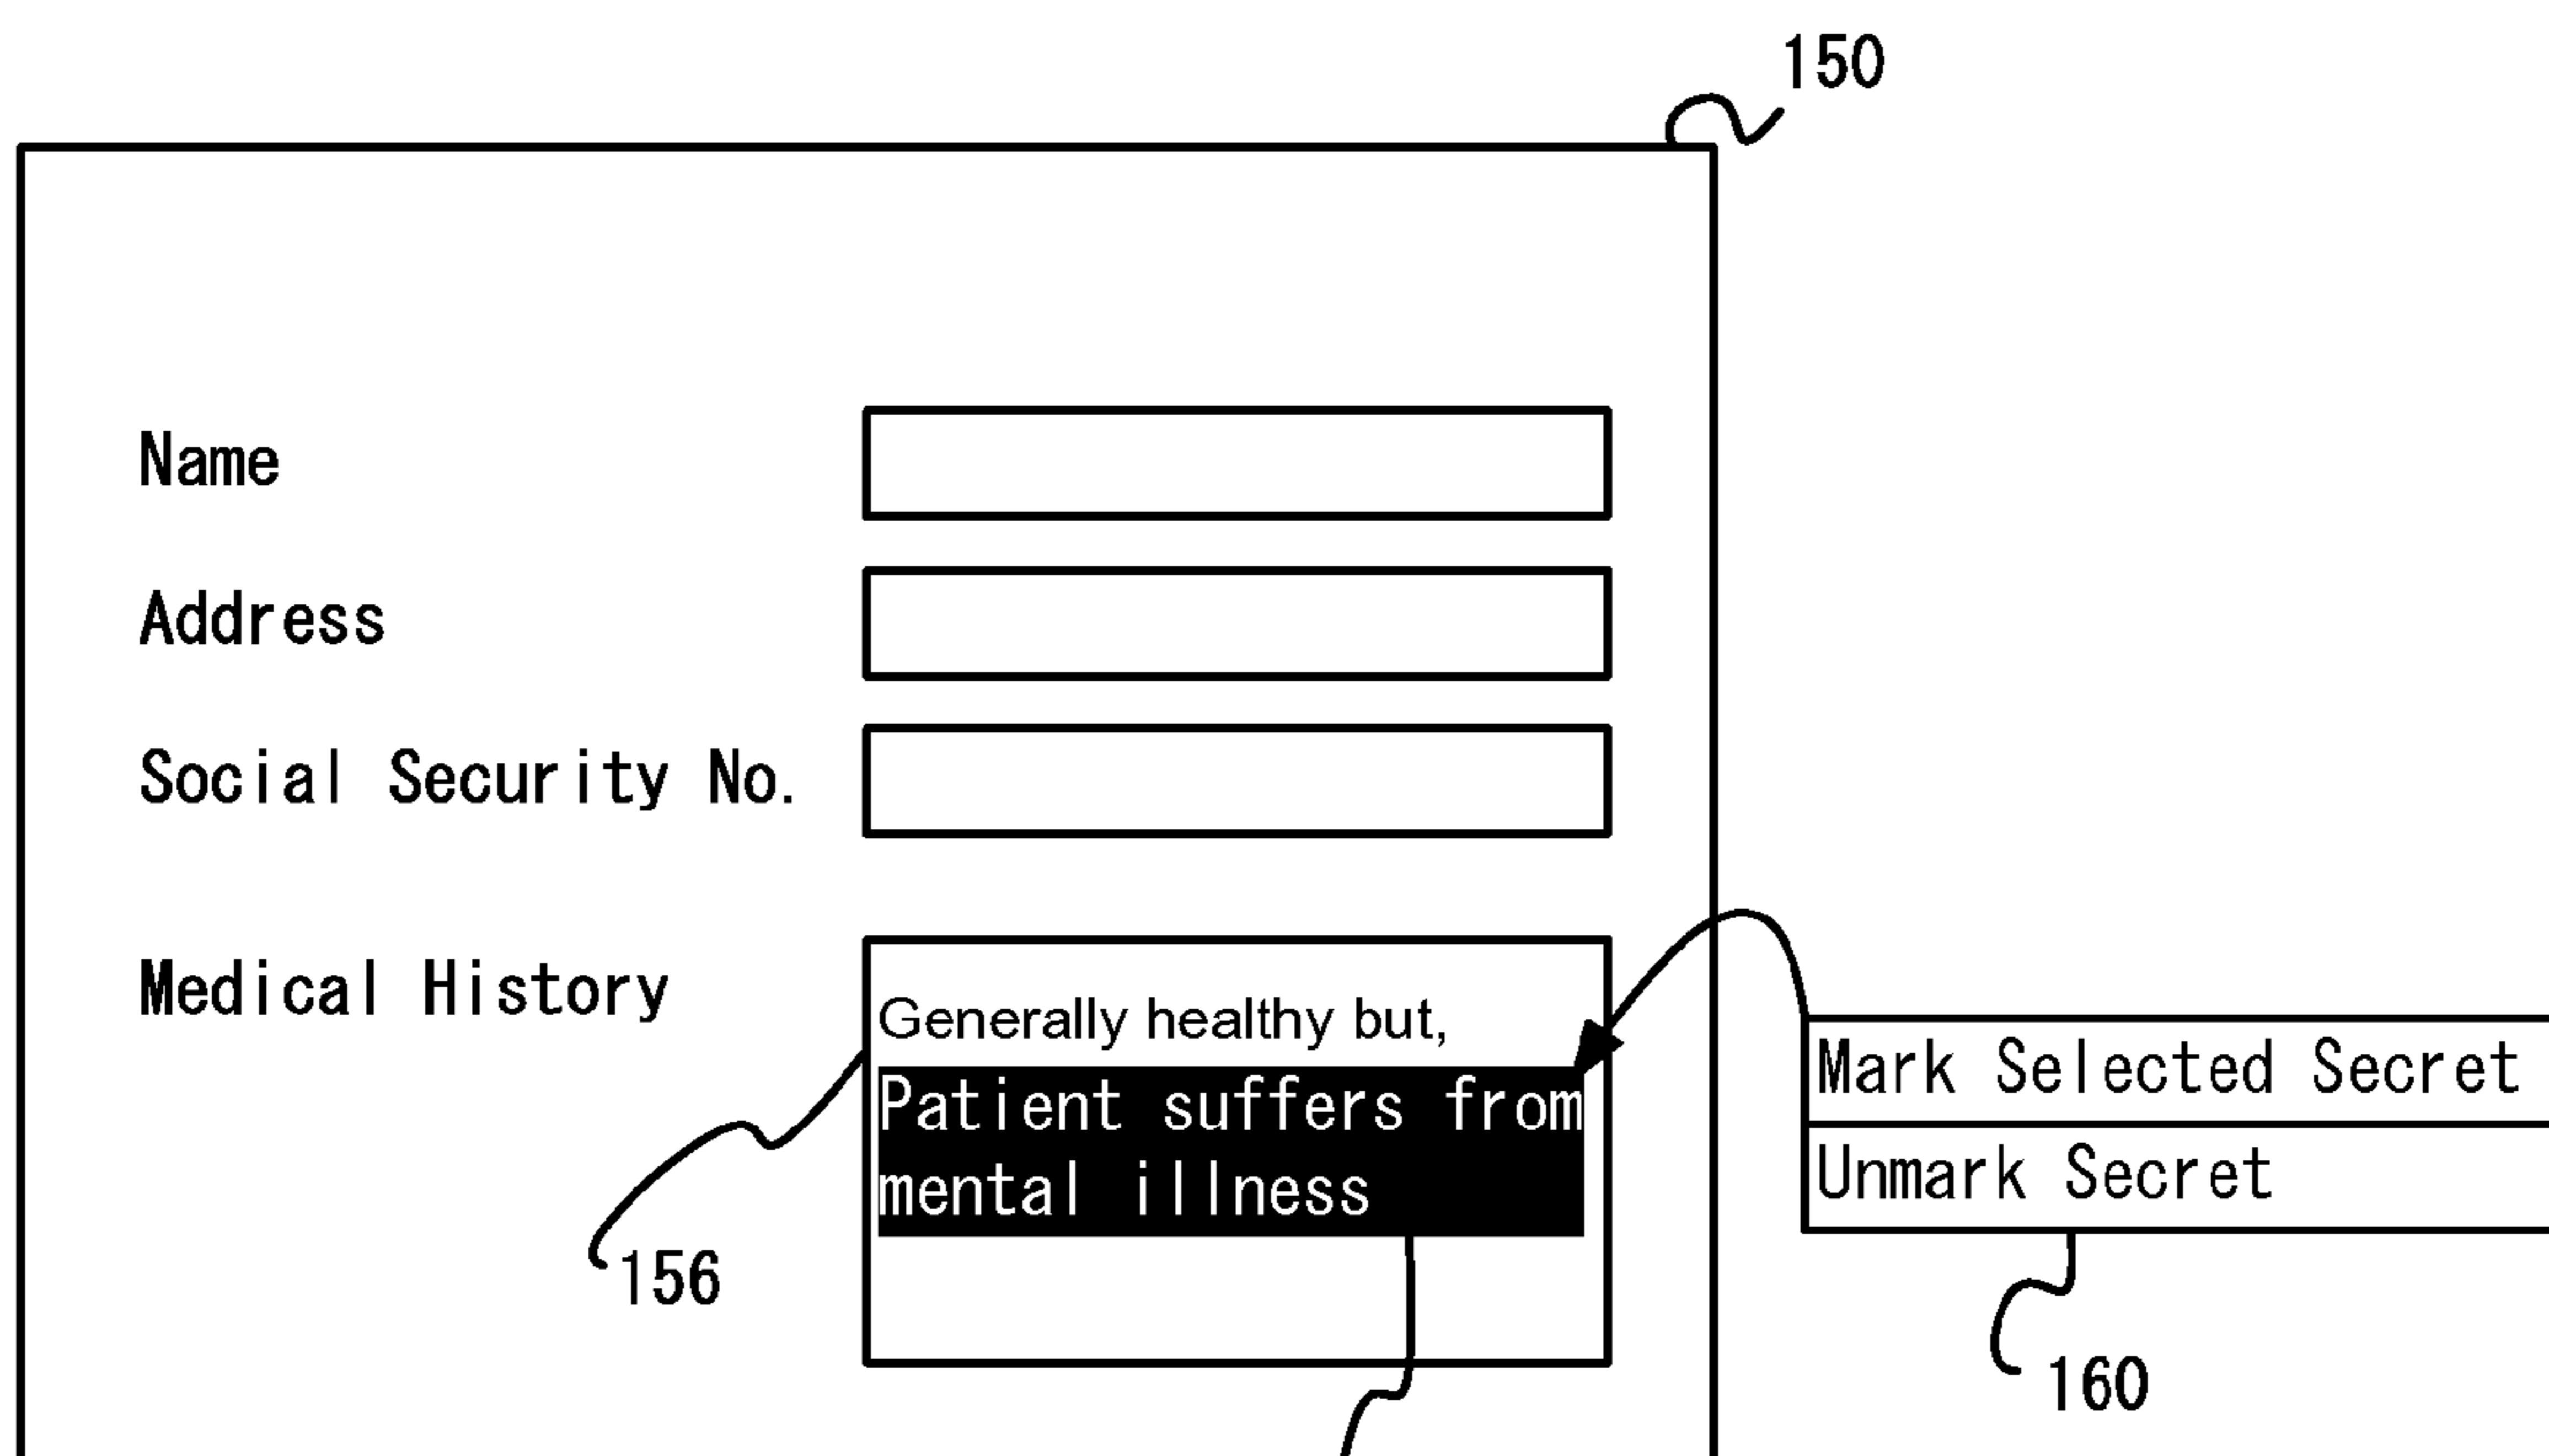 150
Name
Address
Social Security No.
Medical History
Generally healthy but,
Patient suffers from
mental illness
Mark Selected Secret
Unmark Secret
156
160